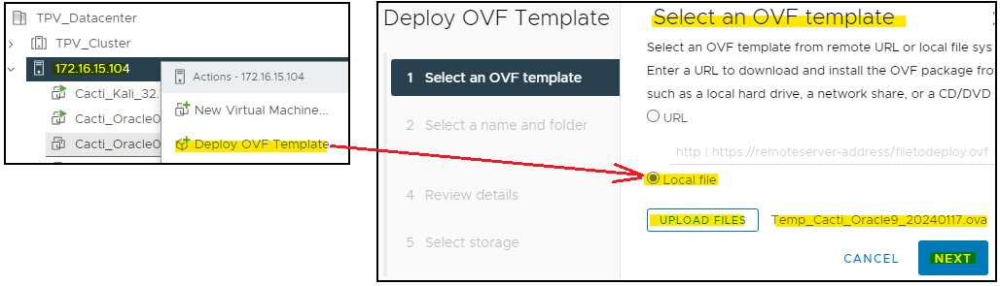 TPV_Datacenter
TPV_Cluster
172.16.15.104
Cacti_Kali_32.
Cacti_Oracle0
Cacti_Oracle0
Actions - 172.16.15.104
New Virtual Machine...
Deploy OVF Template
Deploy OVF Template
1 Select an OVF template
2 Select a name and folder
4 Review details
5 Select storage
Select an OVF template
Select an OVF template from remote URL or local file sys
Enter a URL to download and install the OVF package fro
such as a local hard drive, a network share, or a CD/DVD
URL
http | https://remoteserver-address/filetodeploy.ovf
Local file
UPLOAD FILES Temp_Cacti_Oracle9_20240117.ova
CANCEL NEXT